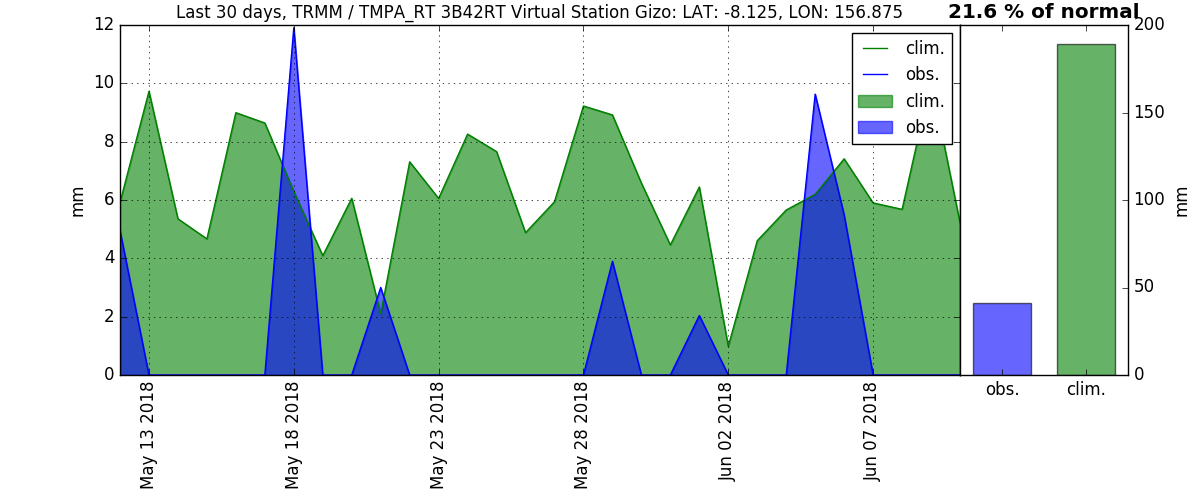 Last 30 days, TRMM / TMPA_RT 3B42RT Virtual Station Gizo: LAT: -8.125, LON: 156.875
21.6 % of normal
12
10
8
6
4
2
0
mm
clim.
obs.
clim.
obs.
200
150
100
50
0
mm
May 13 2018
May 18 2018
May 23 2018
May 28 2018
Jun 02 2018
Jun 07 2018
obs.
clim.